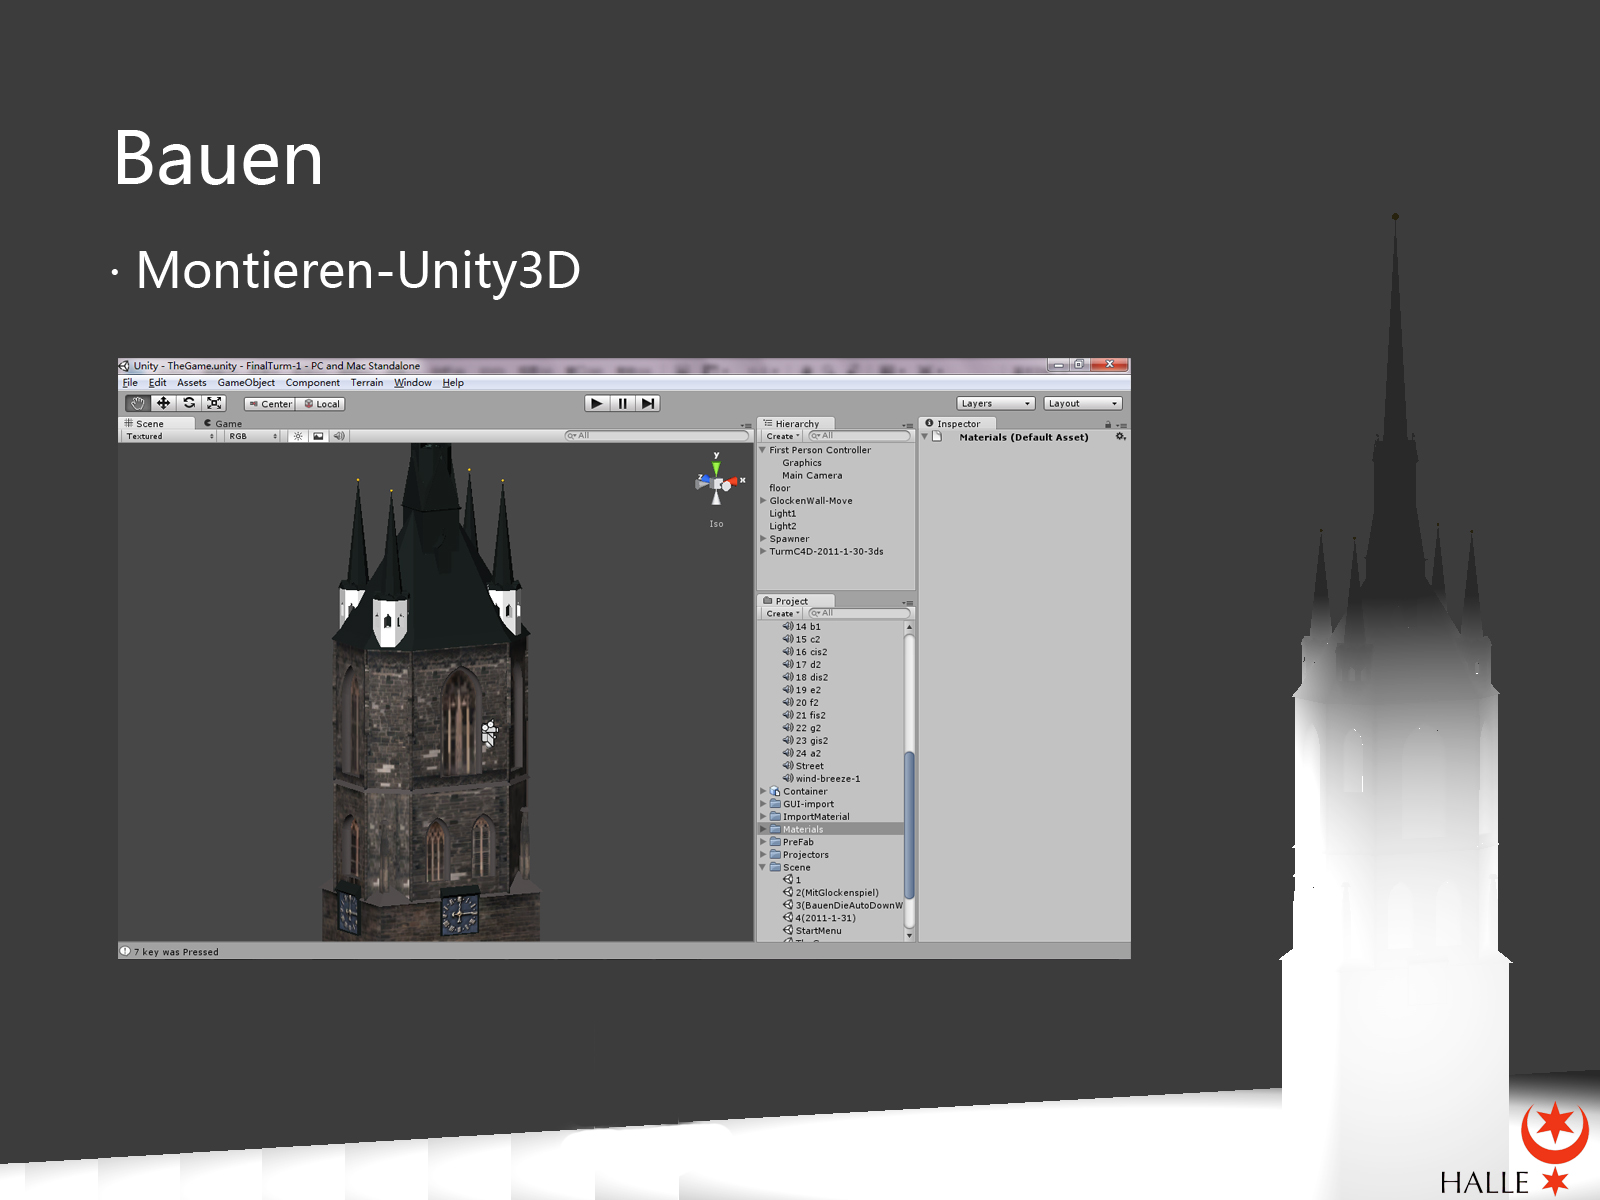 Bauen
· Montieren-Unity3D
Unity - TheGame.unity - FinalTurm-1 - PC and Mac Standalone
File Edit Assets GameObject Component Terrain Window Help
Center Local
Layers Layout
Scene Game
Textured RGB
All
y
z x
Iso
Hierarchy
Create All
First Person Controller
Graphics
Main Camera
floor
GlockenWall-Move
Light1
Light2
Spawner
TurmC4D-2011-1-30-3ds
Project
Create All
14 b1
15 c2
16 cis2
17 d2
18 dis2
19 e2
20 f2
21 fis2
22 g2
23 gis2
24 a2
Street
wind-breeze-1
Container
GUI-import
ImportMaterial
Materials
PreFab
Projectors
Scene
1
2(MitGlockenspiel)
3(BauenDieAutoDownW
4(2011-1-31)
StartMenu
Inspector
Materials (Default Asset)
7 key was Pressed
HALLE